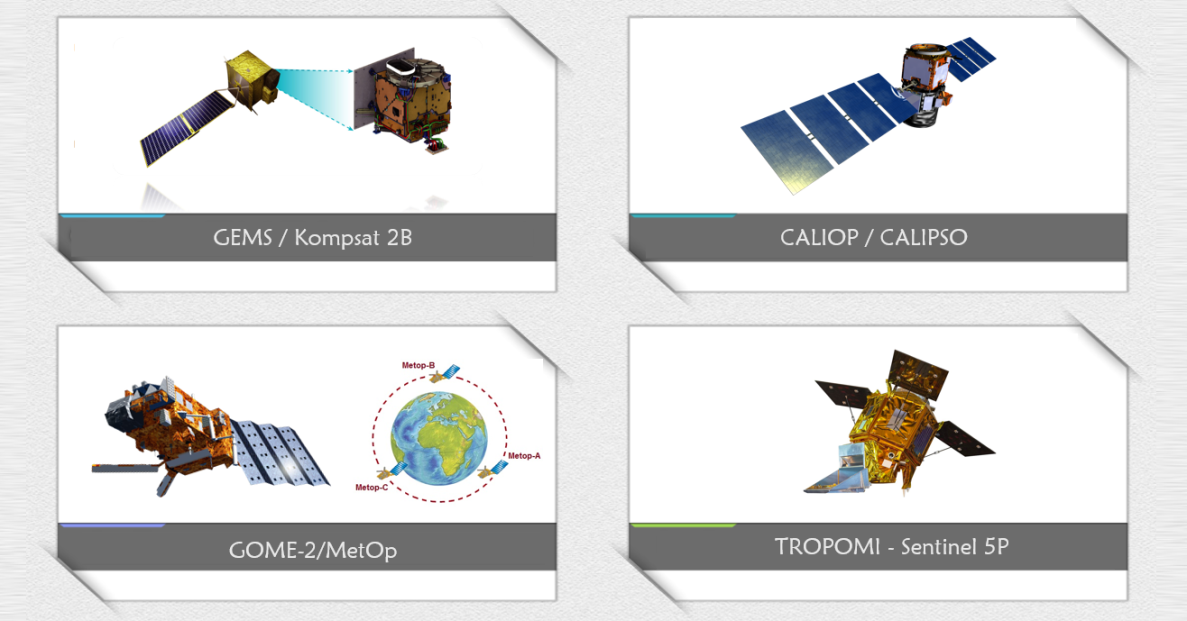 GEMS / Kompsat 2B
CALIOP / CALIPSO
Metop-B
Metop-A
Metop-C
GOME-2/MetOp
TROPOMI - Sentinel 5P